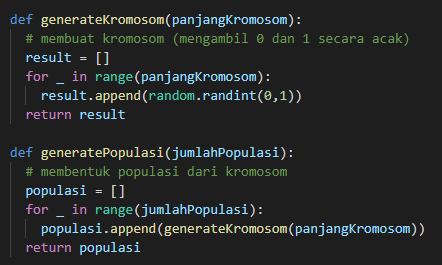 def generateKromosom(panjangKromosom):
  # membuat kromosom (mengambil 0 dan 1 secara acak)
  result = []
  for _ in range(panjangKromosom):
    result.append(random.randint(0,1))
  return result

def generatePopulasi(jumlahPopulasi):
  # membentuk populasi dari kromosom
  populasi = []
  for _ in range(jumlahPopulasi):
    populasi.append(generateKromosom(panjangKromosom))
  return populasi